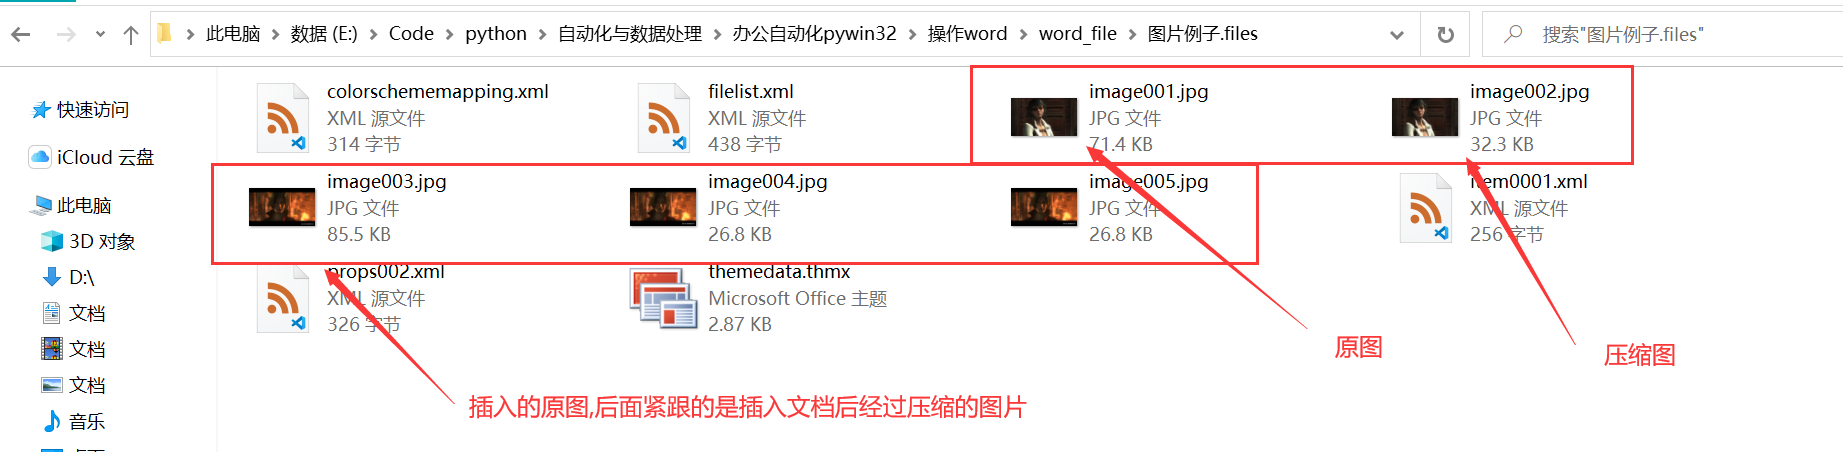 此电脑 > 数据 (E:) > Code > python > 自动化与数据处理 > 办公自动化pywin32 > 操作word > word_file > 图片例子.files
搜索"图片例子.files"
快速访问
iCloud 云盘
此电脑
3D 对象
D:\
文档
文档
文档
音乐
colorschememapping.xml
XML 源文件
314 字节
filelist.xml
XML 源文件
438 字节
image001.jpg
JPG 文件
71.4 KB
image002.jpg
JPG 文件
32.3 KB
image003.jpg
JPG 文件
85.5 KB
image004.jpg
JPG 文件
26.8 KB
image005.jpg
JPG 文件
26.8 KB
item0001.xml
XML 源文件
256 字节
props002.xml
XML 源文件
326 字节
themedata.thmx
Microsoft Office 主题
2.87 KB
原图
压缩图
插入的原图,后面紧跟的是插入文档后经过压缩的图片